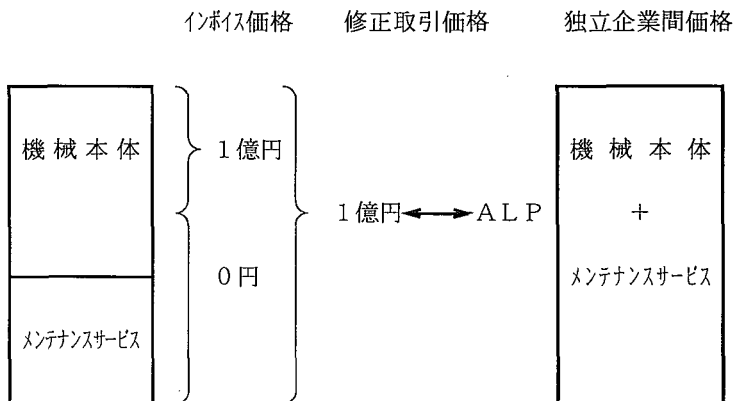 インボイス価格　修正取引価格　独立企業間価格
機械本体　１億円　機械本体
１億円　ＡＬＰ　＋
０円　メンテナンスサービス
メンテナンスサービス